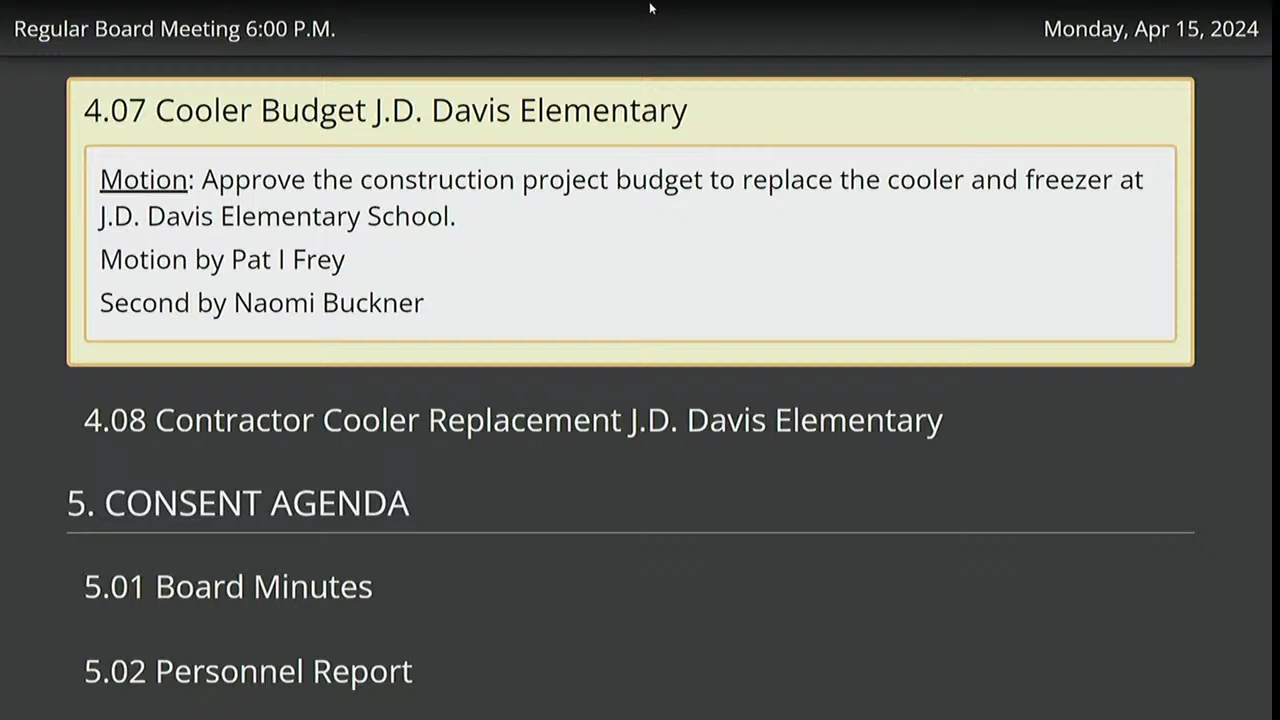 Regular Board Meeting 6:00 P.M.
Monday, Apr 15, 2024
4.07 Cooler Budget J.D. Davis Elementary
Motion: Approve the construction project budget to replace the cooler and freezer at
J.D. Davis Elementary School.
Motion by Pat I Frey
Second by Naomi Buckner
4.08 Contractor Cooler Replacement J.D. Davis Elementary
5. CONSENT AGENDA
5.01 Board Minutes
5.02 Personnel Report